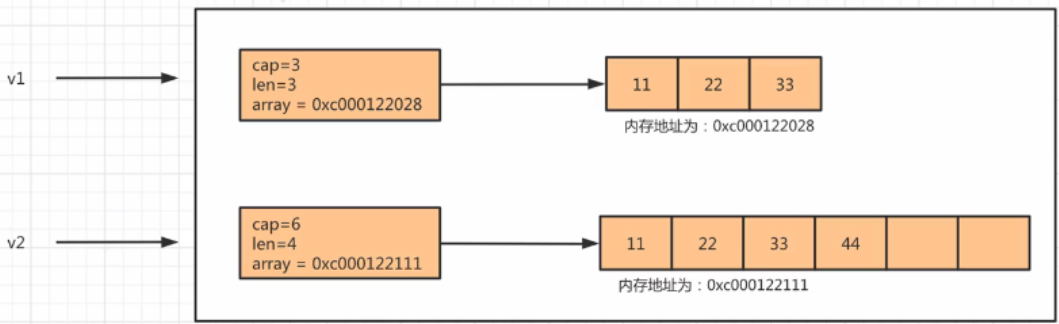 v1
cap=3
len=3
array = 0xc000122028
11 22 33
内存地址为：0xc000122028
v2
cap=6
len=4
array = 0xc000122111
11 22 33 44
内存地址为：0xc000122111